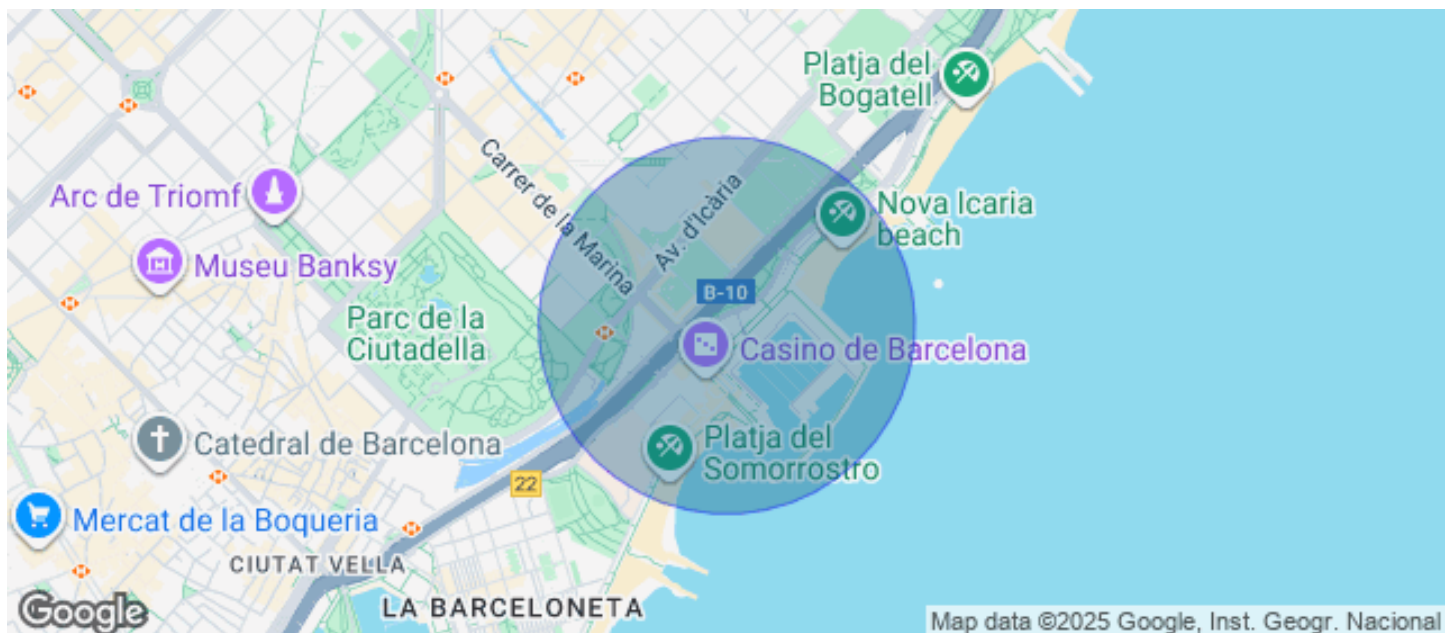 Platja del
Bogatell
Carrer de la Marina
Arc de Triomf
Av. d'Icària
Nova Icaria
beach
Museu Banksy
B-10
Parc de la
Ciutadella
Casino de Barcelona
Catedral de Barcelona
Platja del
Somorrostro
22
Mercat de la Boqueria
CIUTAT VELLA
LA BARCELONETA
Google
Map data ©2025 Google, Inst. Geogr. Nacional